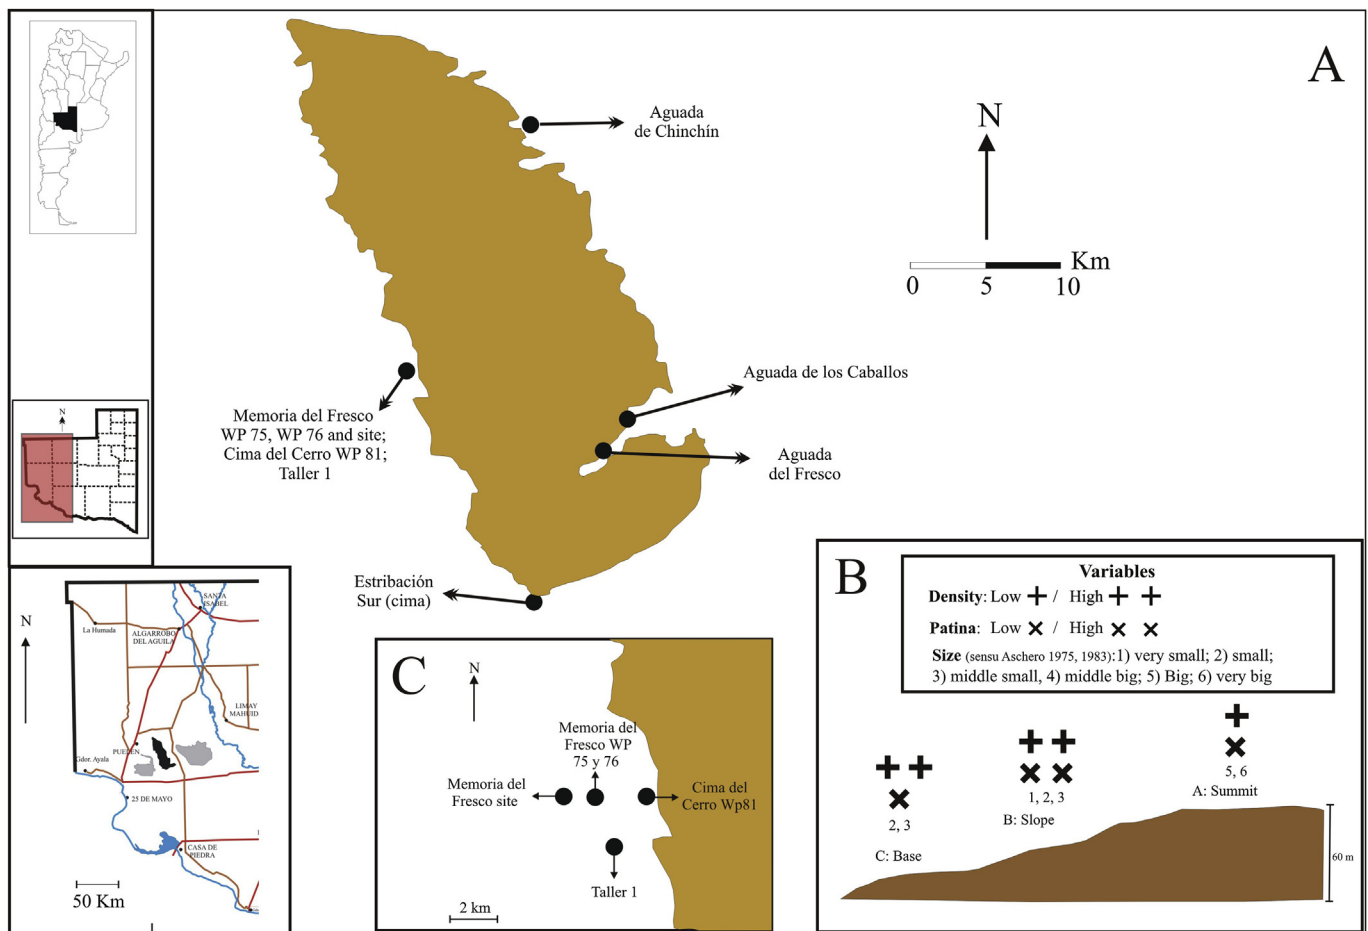 A
Aguada
de Chinchín
N
Km
0 5 10
Aguada de los Caballos
Memoria del Fresco
WP 75, WP 76 and site;
Cima del Cerro WP 81;
Taller 1
Aguada
del Fresco
Estribación
Sur (cima)
N
N
SANTA
ISABEL
La Humada
ALGARROBO
DEL AGUILA
LIMAY
MAHUID
PUELEN
Gdor. Ayala
25 DE MAYO
CASA DE
PIEDRA
50 Km
C
N
Memoria del
Fresco WP
75 y 76
Memoria del
Fresco site
Cima del
Cerro Wp81
Taller 1
2 km
B
Variables
Density: Low + / High + +
Patina: Low × / High × ×
Size (sensu Aschero 1975, 1983):1) very small; 2) small;
3) middle small, 4) middle big; 5) Big; 6) very big
5, 6
A: Summit
1, 2, 3
B: Slope
2, 3
C: Base
60 m